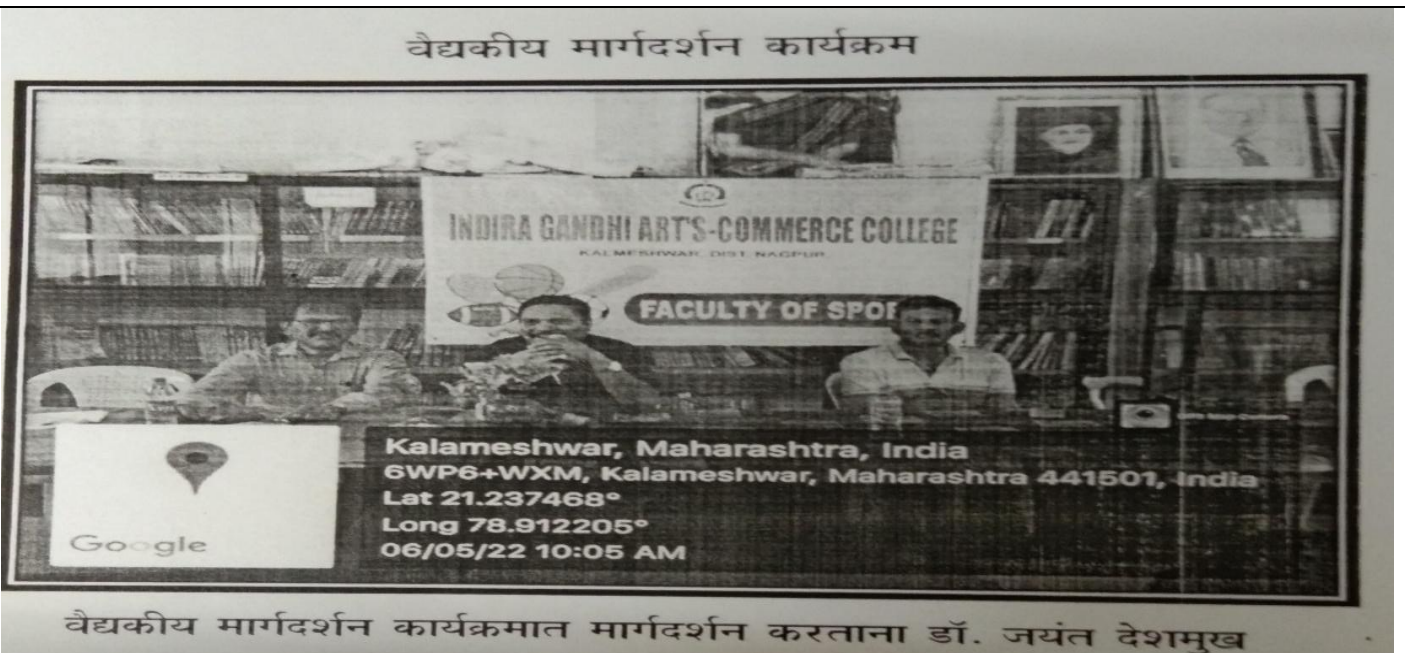 वैद्यकीय मार्गदर्शन कार्यक्रम
INDIRA GANDHI ART'S-COMMERCE COLLEGE
KALMESHWAR, DIST. NAGPUR.
FACULTY OF SPOR
Kalameshwar, Maharashtra, India
6WP6+WXM, Kalameshwar, Maharashtra 441501, India
Lat 21.237468°
Long 78.912205°
06/05/22 10:05 AM
Google
वैद्यकीय मार्गदर्शन कार्यक्रमात मार्गदर्शन करताना डॉ. जयंत देशमुख